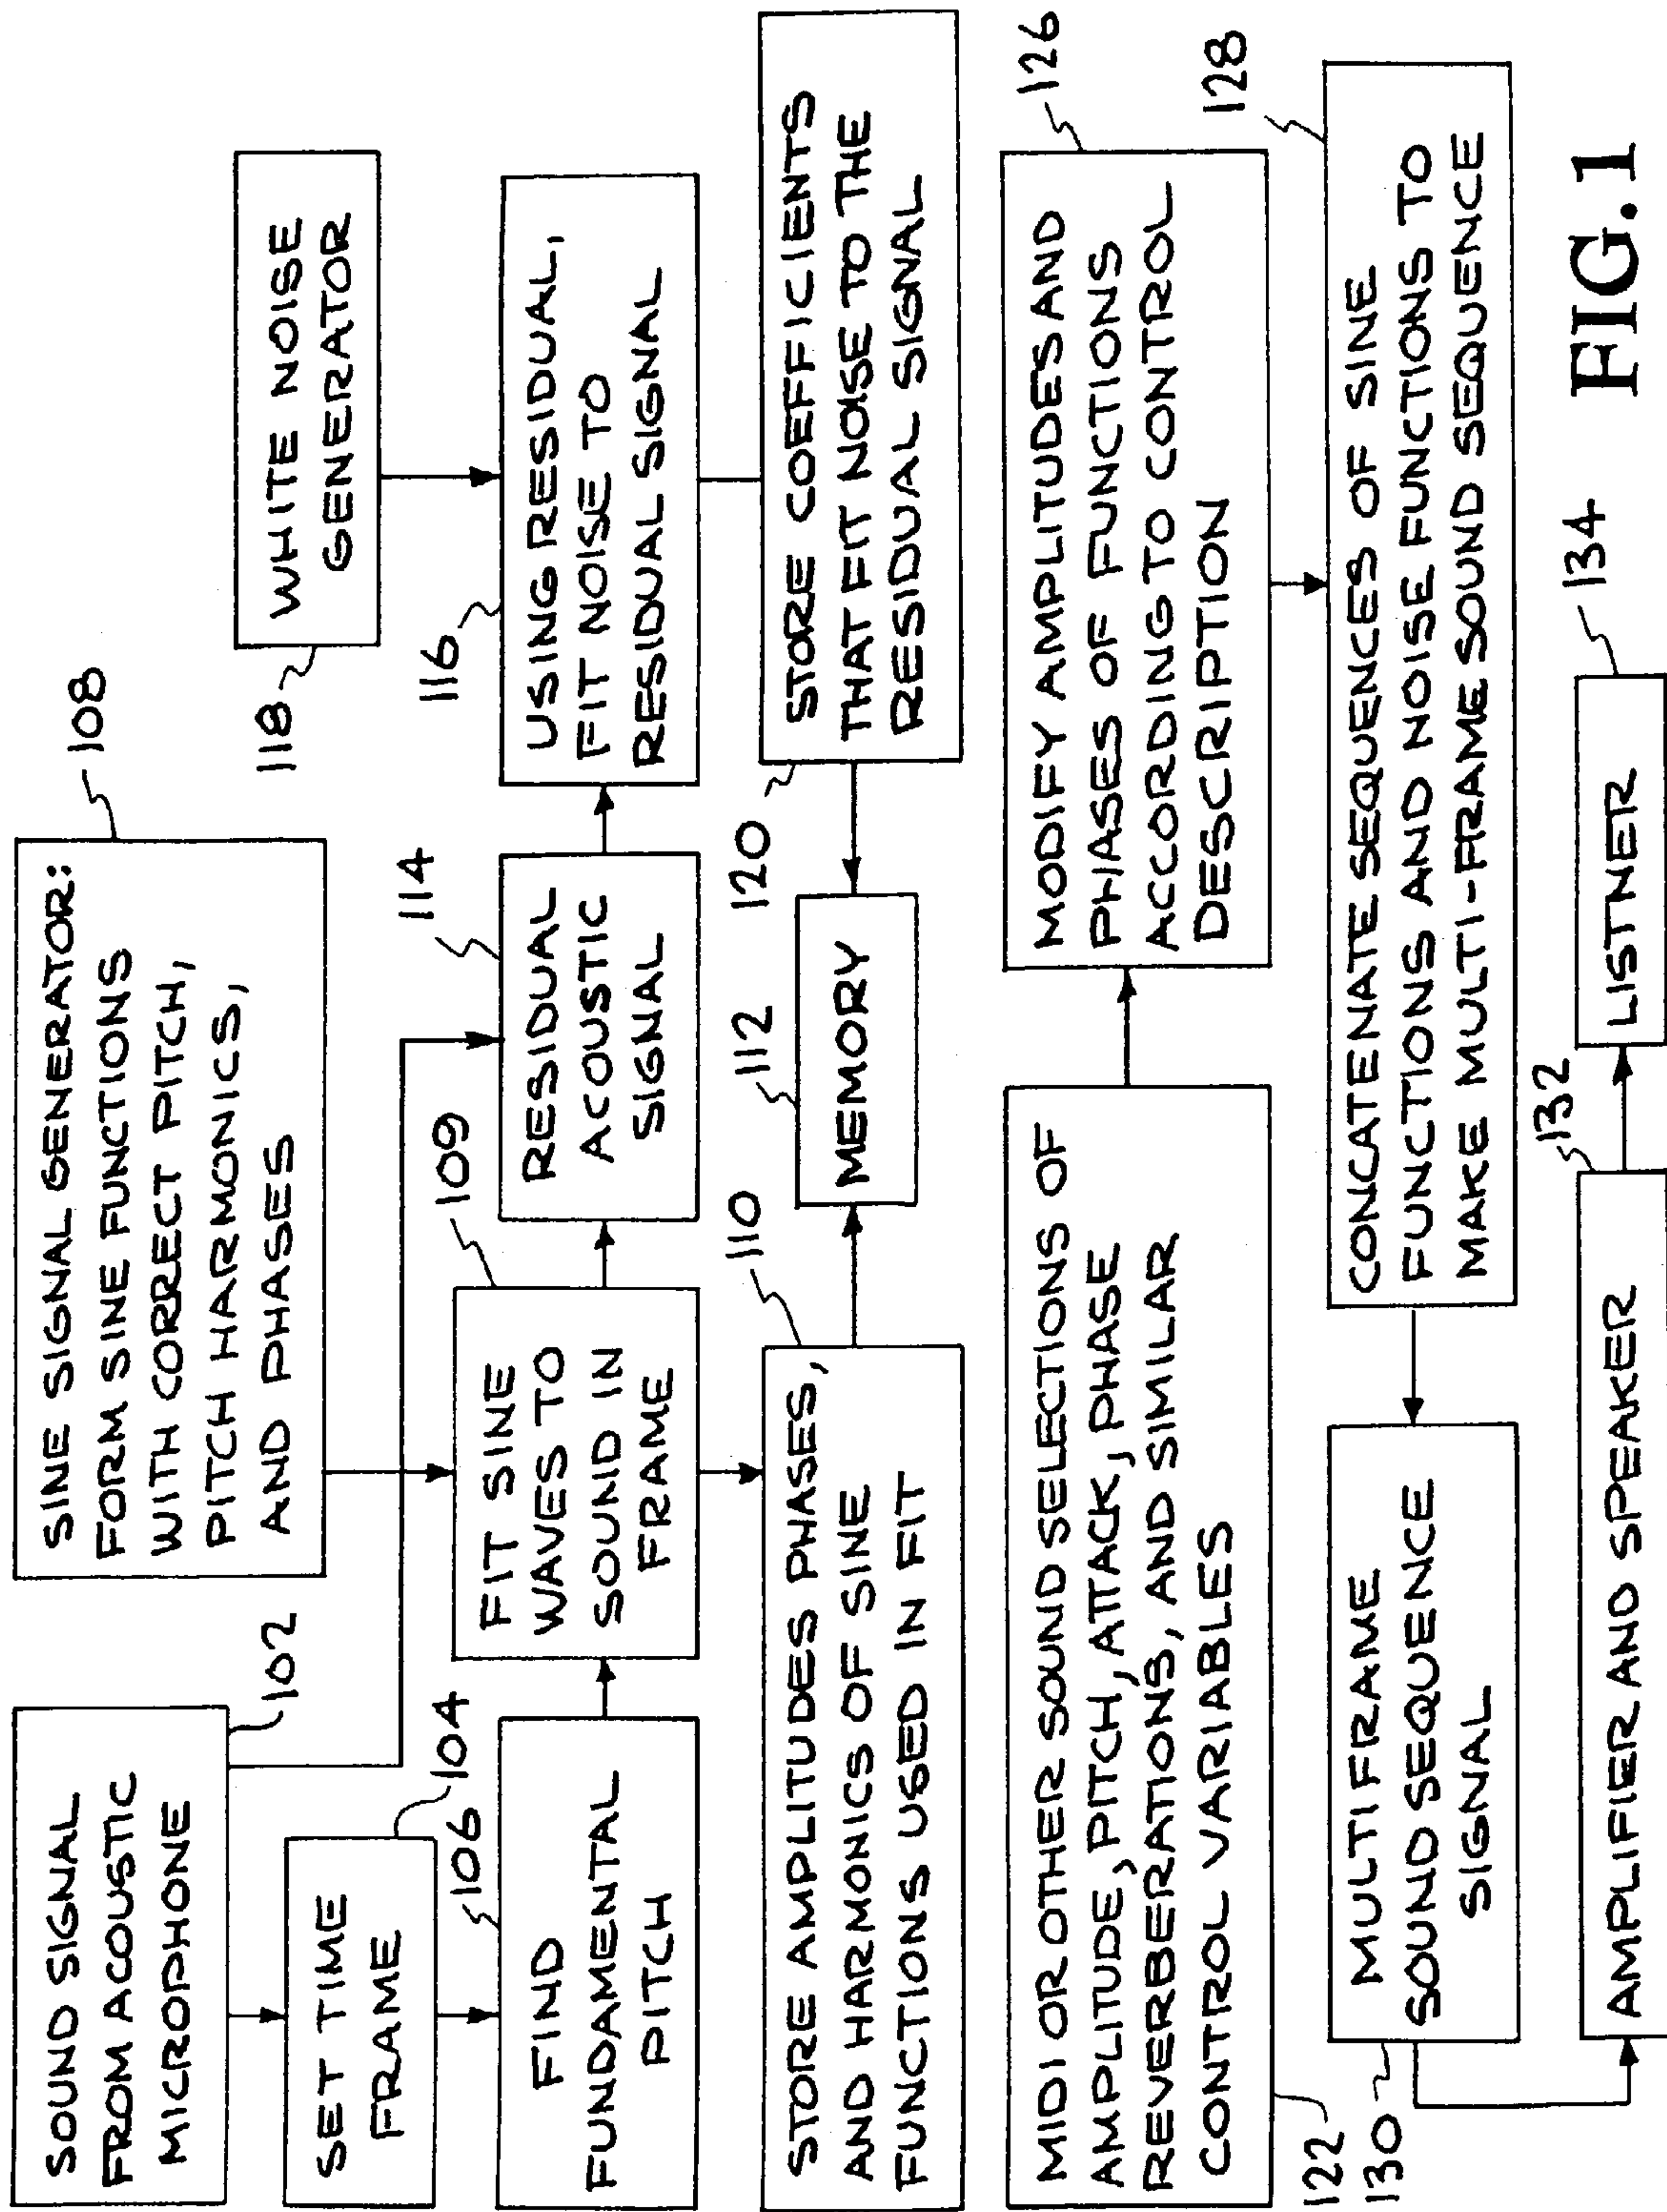 SOUND SIGNAL
FROM ACOUSTIC
MICROPHONE
102
SINE SIGNAL GENERATOR:
FORM SINE FUNCTIONS
WITH CORRECT PITCH,
PITCH HARMONICS,
AND PHASES
108
WHITE NOISE
GENERATOR
118
SET TIME
FRAME
104
FIND
FUNDAMENTAL
PITCH
106
FIT SINE
WAVES TO
SOUND IN
FRAME
109
RESIDUAL
ACOUSTIC
SIGNAL
114
USING RESIDUAL,
FIT NOISE TO
RESIDUAL SIGNAL
116
STORE AMPLITUDES PHASES,
AND HARMONICS OF SINE
FUNCTIONS USED IN FIT
110
MEMORY
112
STORE COEFFICIENTS
THAT FIT NOISE TO THE
RESIDUAL SIGNAL
120
MIDI OR OTHER SOUND SELECTIONS OF
AMPLITUDE, PITCH, ATTACK, PHASE
REVERBERATIONS, AND SIMILAR
CONTROL VARIABLES
122
MODIFY AMPLITUDES AND
PHASES OF FUNCTIONS
ACCORDING TO CONTROL
DESCRIPTION
126
CONCATENATE SEQUENCES OF SINE
FUNCTIONS AND NOISE FUNCTIONS TO
MAKE MULTI-FRAME SOUND SEQUENCE
128
MULTIFRAME
SOUND SEQUENCE
SIGNAL
130
AMPLIFIER AND SPEAKER
132
LISTNER
134
FIG.1